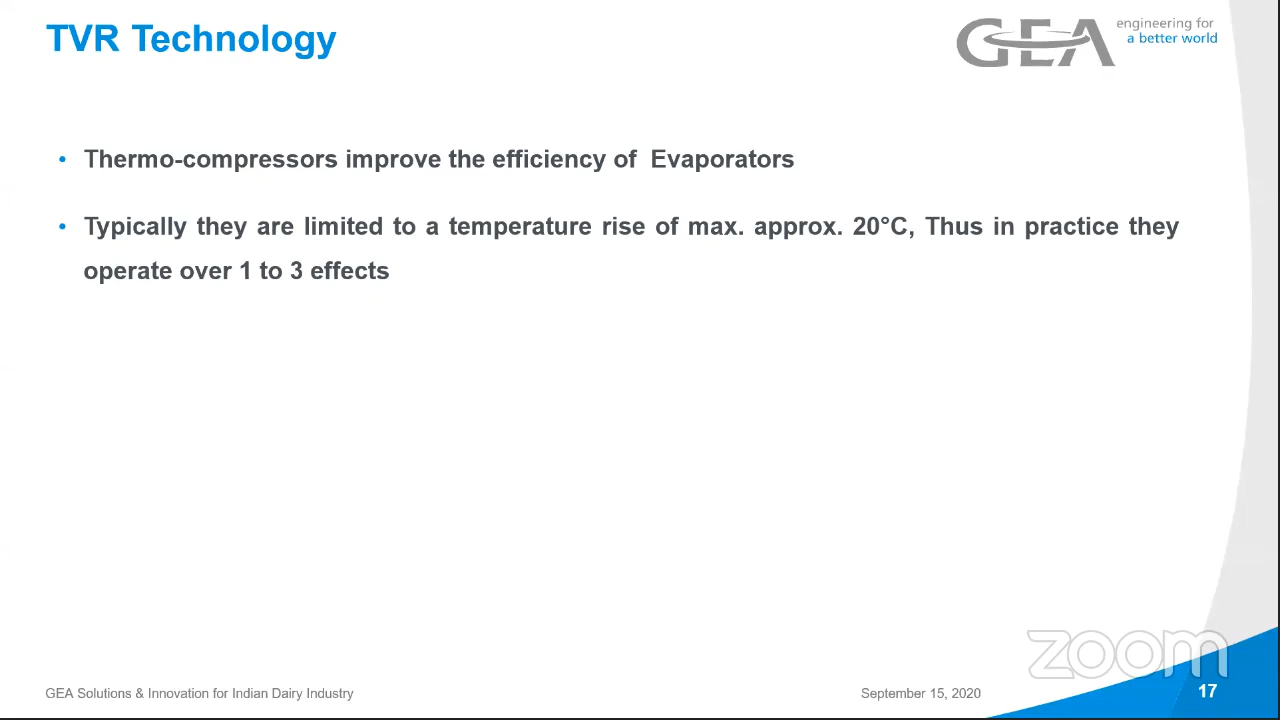 TVR Technology
GEA
engineering for
a better world
• Thermo-compressors improve the efficiency of  Evaporators
• Typically they are limited to a temperature rise of max. approx. 20°C, Thus in practice they
operate over 1 to 3 effects
zoom
GEA Solutions & Innovation for Indian Dairy Industry
September 15, 2020
17